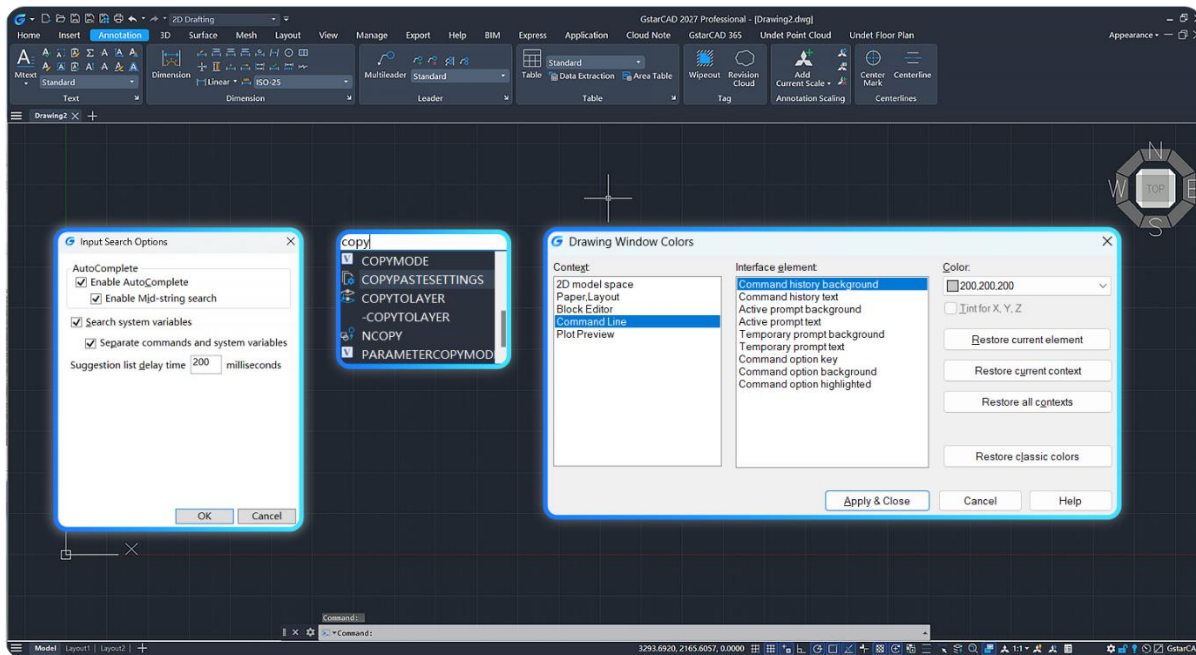 2D Drafting
GstarCAD 2027 Professional - [Drawing2.dwg]
Home Insert Annotation 3D Surface Mesh Layout View Manage Export Help BIM Express Application Cloud Note GstarCAD 365 Undet Point Cloud Undet Floor Plan Appearance
Mtext
Standard
Text
Dimension
Linear
ISO-25
Dimension
Multileader
Standard
Leader
Table
Standard
Data Extraction
Area Table
Table
Wipeout
Revision
Cloud
Tag
Add
Current Scale
Annotation Scaling
Center
Mark
Centerline
Centerlines
Drawing2
N
W
TOP
E
S
Input Search Options
AutoComplete
Enable AutoComplete
Enable Mid-string search
Search system variables
Separate commands and system variables
Suggestion list delay time 200 milliseconds
OK Cancel
copy
COPYMODE
COPYPASTESETTINGS
COPYTOLAYER
-COPYTOLAYER
NCOPY
PARAMETERCOPYMOD
Drawing Window Colors
Context:
2D model space
Paper,Layout
Block Editor
Command Line
Plot Preview
Interface element:
Command history background
Command history text
Active prompt background
Active prompt text
Temporary prompt background
Temporary prompt text
Command option key
Command option background
Command option highlighted
Color:
200,200,200
Tint for X, Y, Z
Restore current element
Restore current context
Restore all contexts
Restore classic colors
Apply & Close Cancel Help
X
Command:
Command:
Model Layout1 Layout2
3293.6920, 2165.6057, 0.0000
1:1
GstarCA